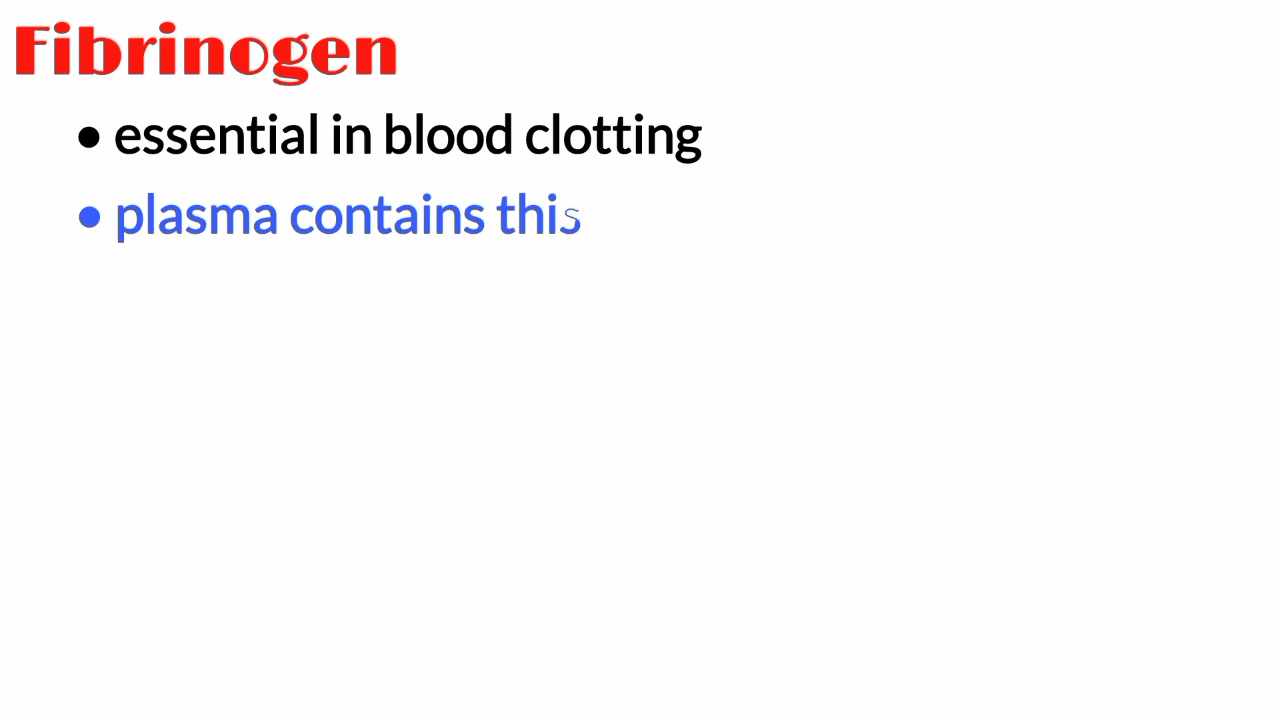 Fibrinogen
• essential in blood clotting
• plasma contains this